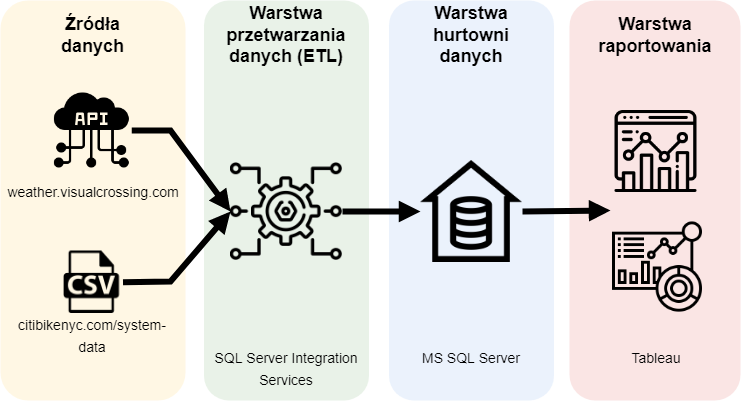 Źródła
danych
API
weather.visualcrossing.com
CSV
citibikenyc.com/system-
data
Warstwa
przetwarzania
danych (ETL)
SQL Server Integration
Services
Warstwa
hurtowni
danych
MS SQL Server
Warstwa
raportowania
Tableau